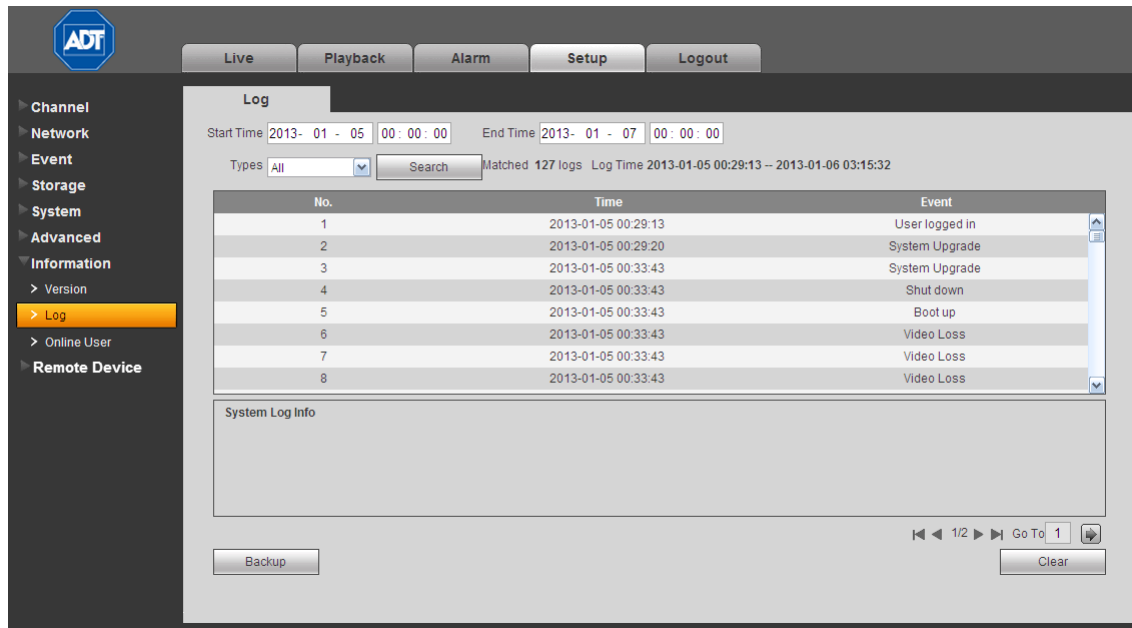 ADT
Live Playback Alarm Setup Logout
Channel
Network
Event
Storage
System
Advanced
Information
> Version
> Log
> Online User
Remote Device
Log
Start Time 2013- 01 - 05 00 : 00 : 00 End Time 2013- 01 - 07 00 : 00 : 00
Types All Search Matched 127 logs Log Time 2013-01-05 00:29:13 -- 2013-01-06 03:15:32
No. Time Event
1 2013-01-05 00:29:13 User logged in
2 2013-01-05 00:29:20 System Upgrade
3 2013-01-05 00:33:43 System Upgrade
4 2013-01-05 00:33:43 Shut down
5 2013-01-05 00:33:43 Boot up
6 2013-01-05 00:33:43 Video Loss
7 2013-01-05 00:33:43 Video Loss
8 2013-01-05 00:33:43 Video Loss
System Log Info
1/2 Go To 1
Backup Clear